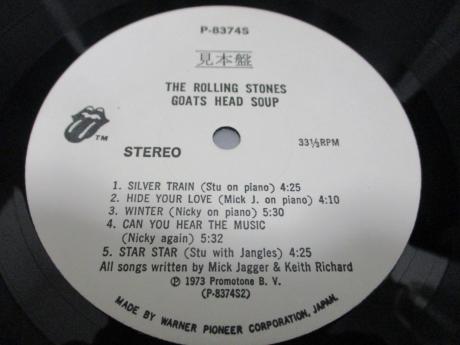 P-8374S
見本盤
THE ROLLING STONES
GOATS HEAD SOUP
TM
STEREO
33⅓RPM
1. SILVER TRAIN (Stu on piano) 4:25
2. HIDE YOUR LOVE (Mick J. on piano) 4:10
3. WINTER (Nicky on piano) 5:30
4. CAN YOU HEAR THE MUSIC
(Nicky again) 5:32
5. STAR STAR (Stu with Jangles) 4:25
All songs written by Mick Jagger & Keith Richard
Ⓟ 1973 Promotone B. V.
(P-8374S2)
MADE BY WARNER PIONEER CORPORATION, JAPAN.